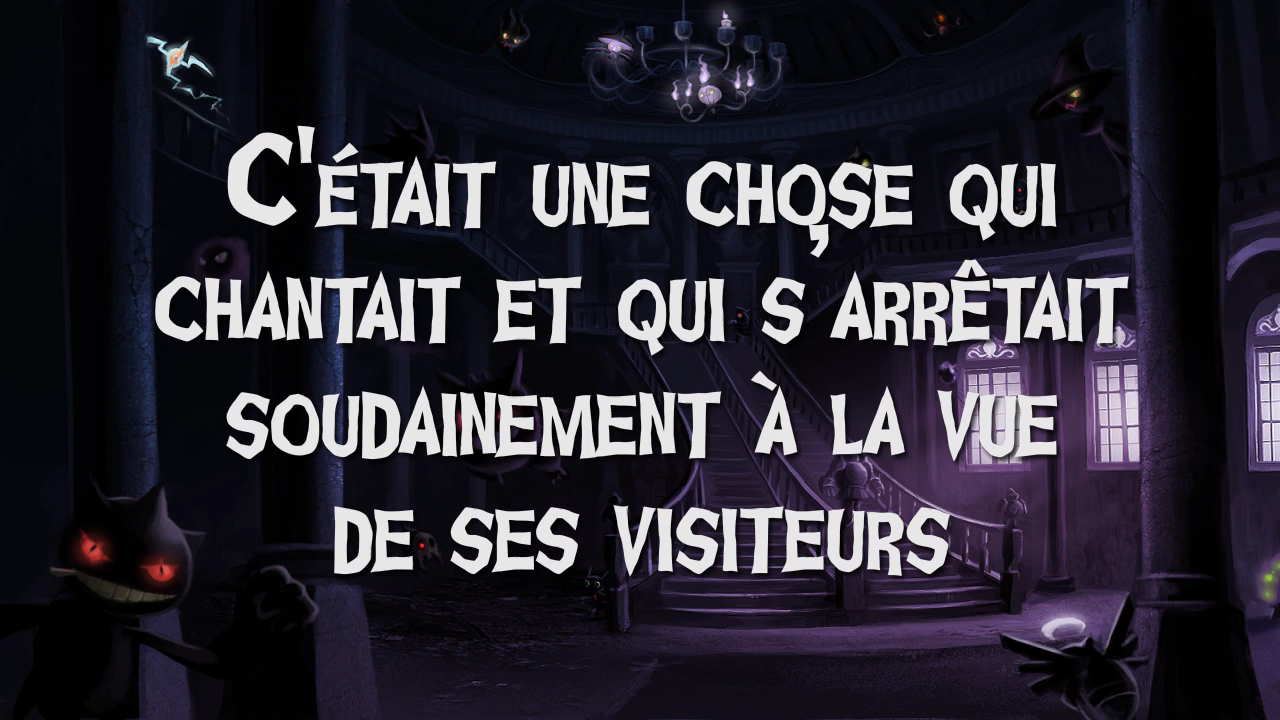 C'était une chose qui
chantait et qui s'arrêtait
soudainement à la vue
de ses visiteurs